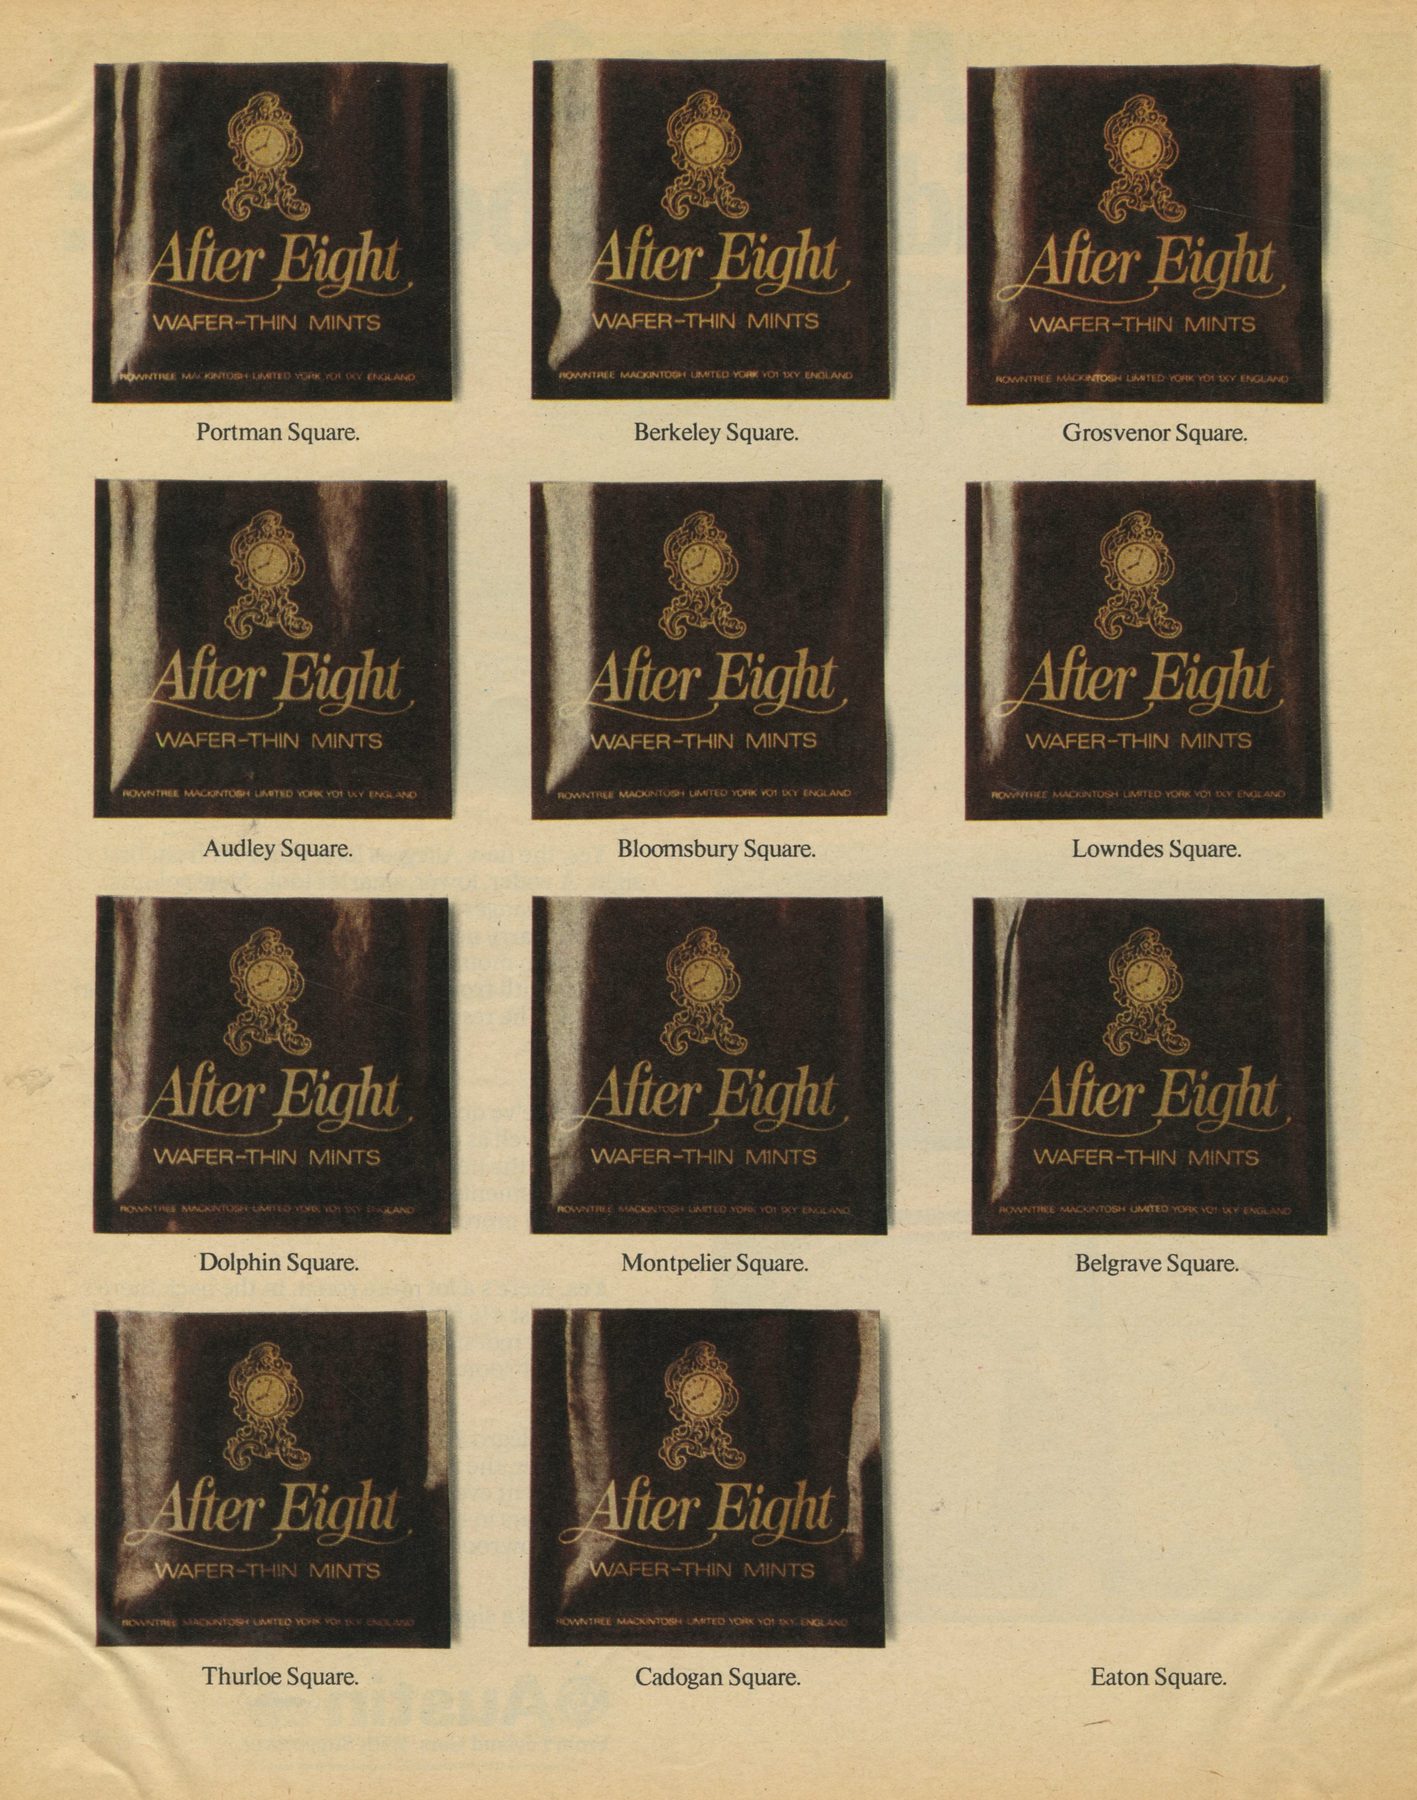 After Eight
WAFER-THIN MINTS
ROWNTREE MACKINTOSH LIMITED YORK YO1 1XY ENGLAND
Portman Square.
After Eight
WAFER-THIN MINTS
ROWNTREE MACKINTOSH LIMITED YORK YO1 1XY ENGLAND
Berkeley Square.
After Eight
WAFER-THIN MINTS
ROWNTREE MACKINTOSH LIMITED YORK YO1 1XY ENGLAND
Grosvenor Square.
After Eight
WAFER-THIN MINTS
ROWNTREE MACKINTOSH LIMITED YORK YO1 1XY ENGLAND
Audley Square.
After Eight
WAFER-THIN MINTS
ROWNTREE MACKINTOSH LIMITED YORK YO1 1XY ENGLAND
Bloomsbury Square.
After Eight
WAFER-THIN MINTS
ROWNTREE MACKINTOSH LIMITED YORK YO1 1XY ENGLAND
Lowndes Square.
After Eight
WAFER-THIN MINTS
ROWNTREE MACKINTOSH LIMITED YORK YO1 1XY ENGLAND
Dolphin Square.
After Eight
WAFER-THIN MINTS
ROWNTREE MACKINTOSH LIMITED YORK YO1 1XY ENGLAND
Montpelier Square.
After Eight
WAFER-THIN MINTS
ROWNTREE MACKINTOSH LIMITED YORK YO1 1XY ENGLAND
Belgrave Square.
After Eight
WAFER-THIN MINTS
ROWNTREE MACKINTOSH LIMITED YORK YO1 1XY ENGLAND
Thurloe Square.
After Eight
WAFER-THIN MINTS
ROWNTREE MACKINTOSH LIMITED YORK YO1 1XY ENGLAND
Cadogan Square.
Eaton Square.